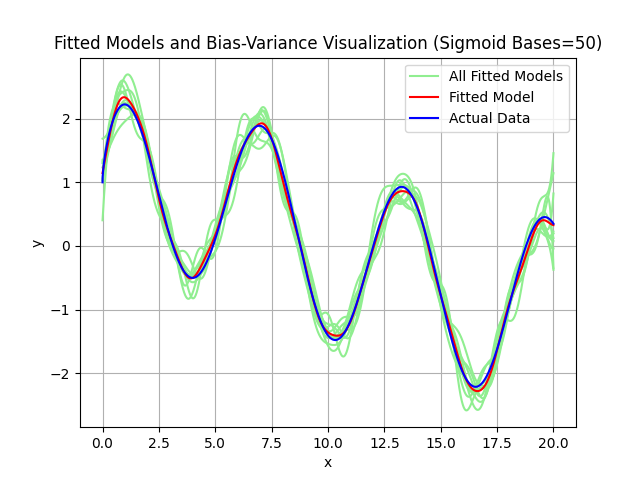 Fitted Models and Bias-Variance Visualization (Sigmoid Bases=50)
All Fitted Models
Fitted Model
Actual Data
y
2
1
0
−1
−2
0.0 2.5 5.0 7.5 10.0 12.5 15.0 17.5 20.0
x